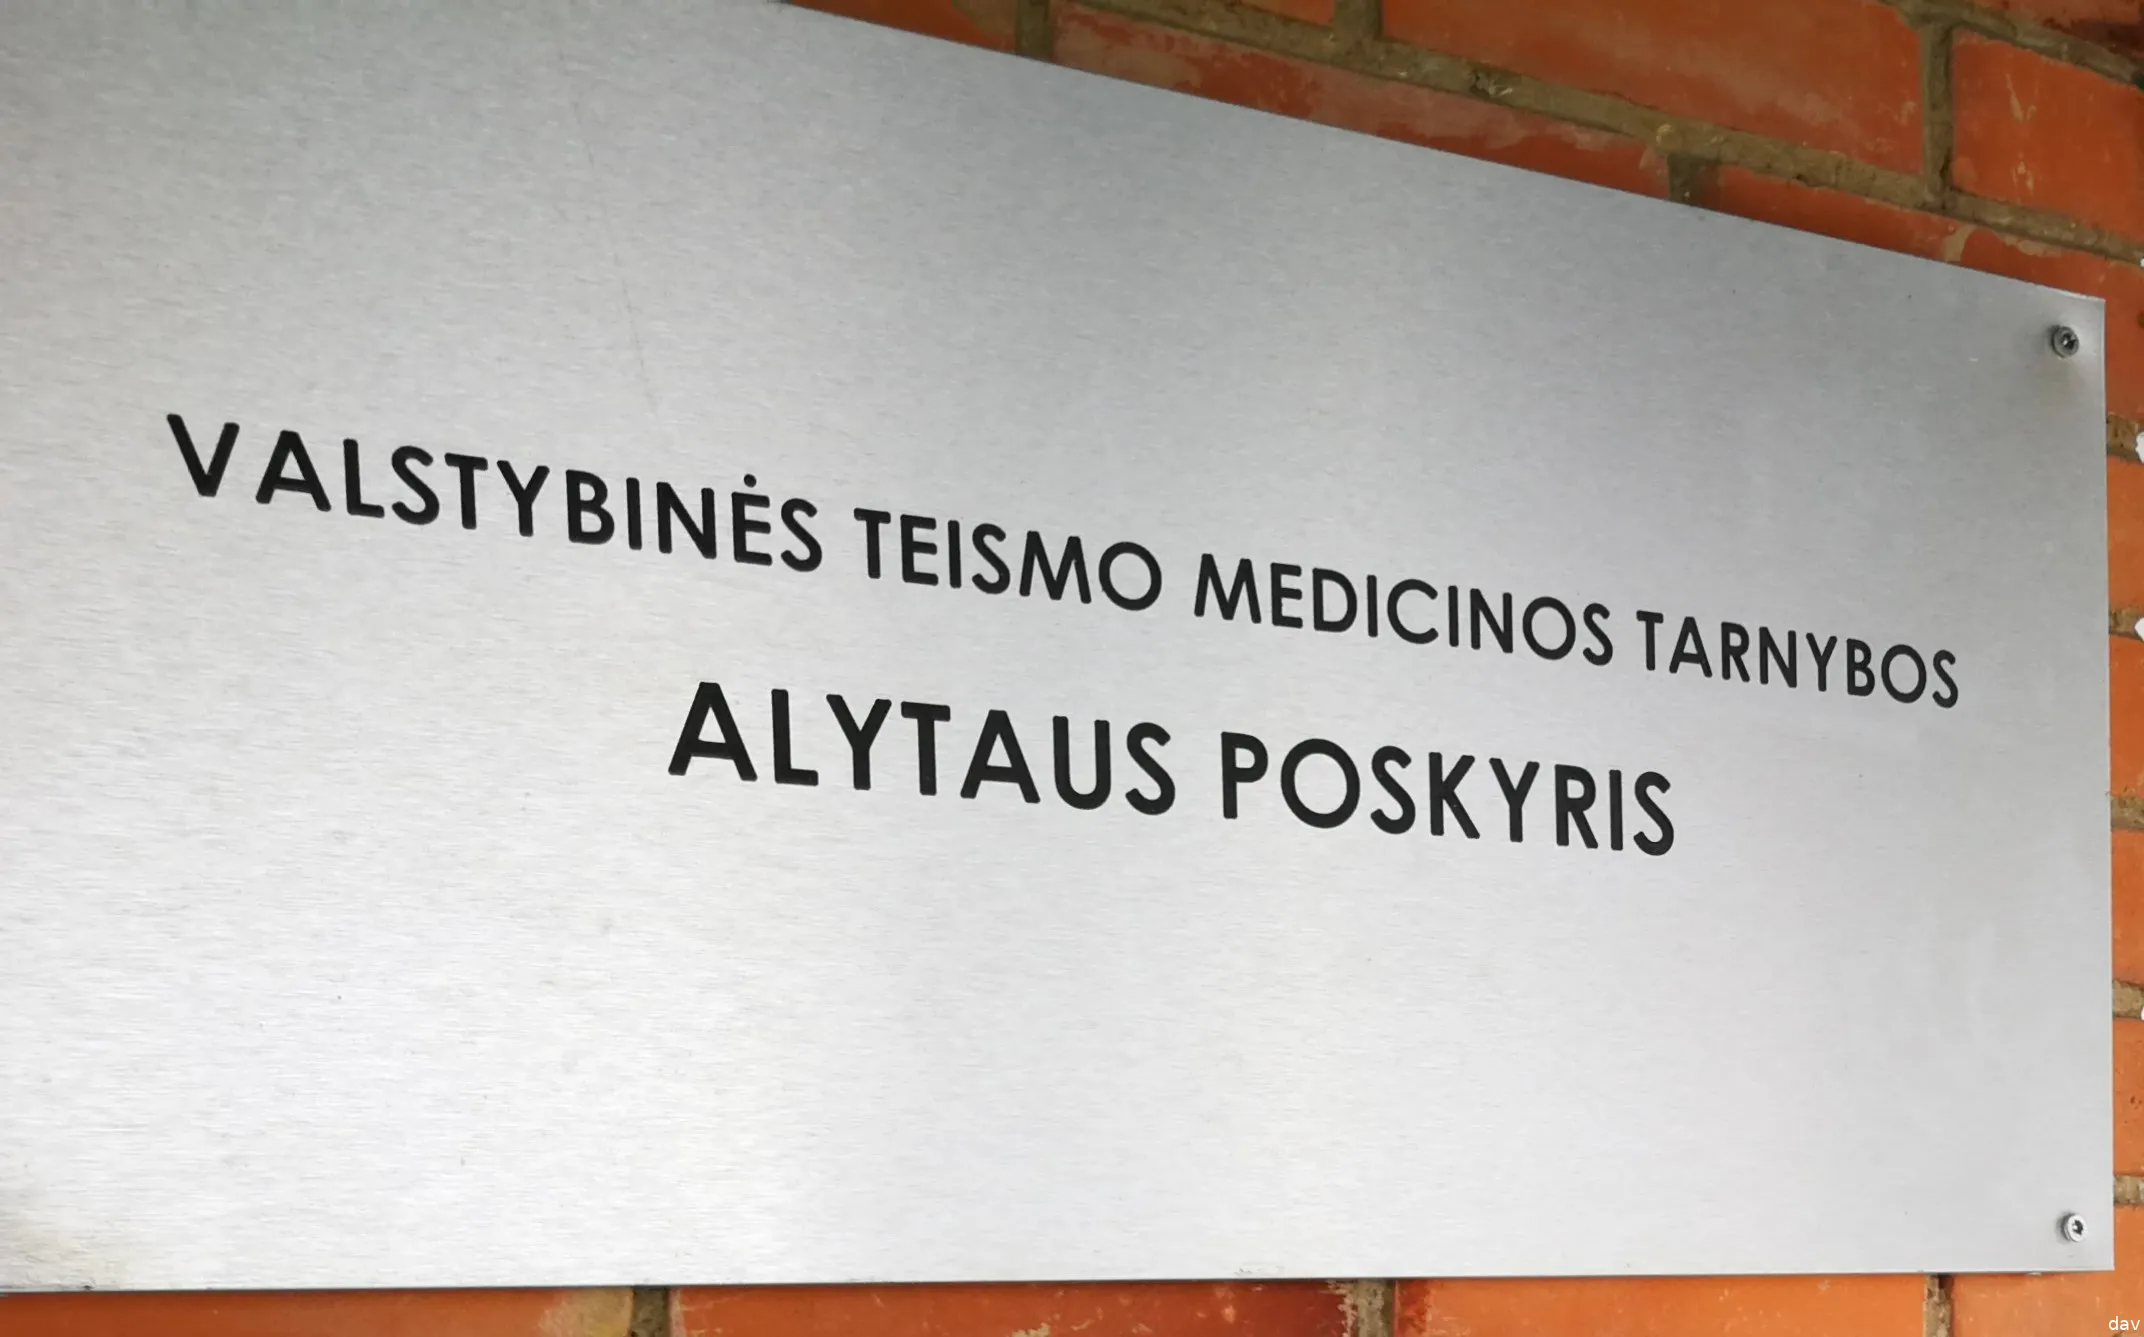 VALSTYBINĖS TEISMO MEDICINOS TARNYBOS
ALYTAUS POSKYRIS
dav